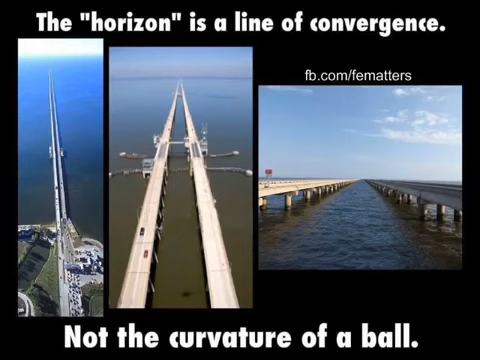 The "horizon" is a line of convergence.
fb.com/fematters
Not the curvature of a ball.